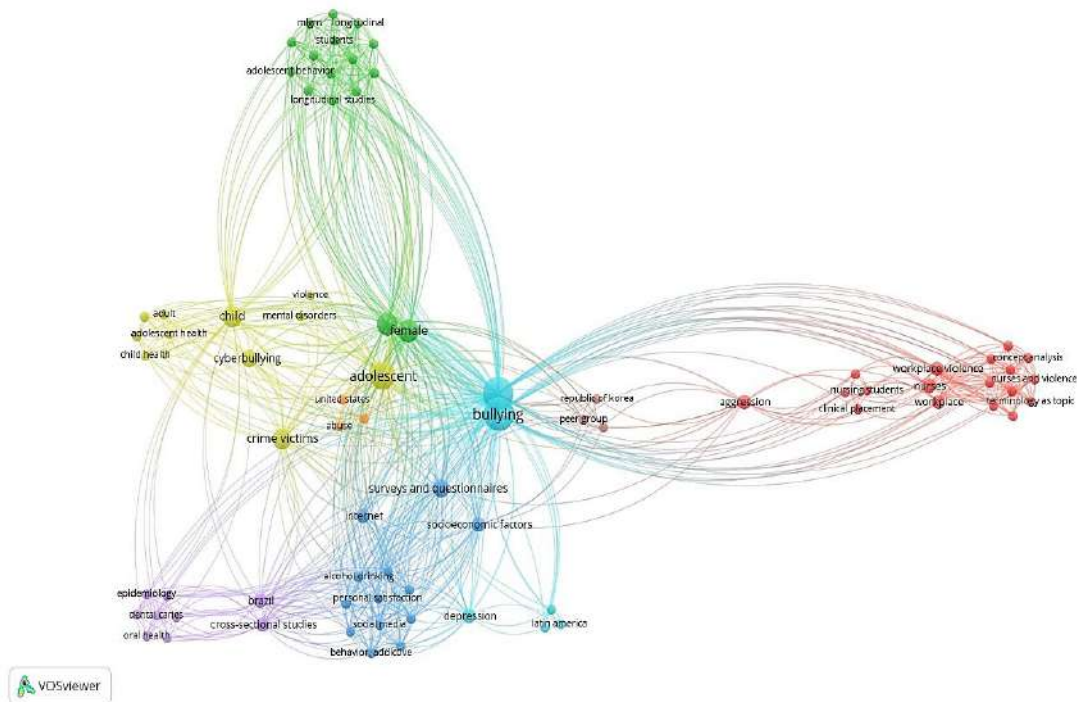 longitudinal
students
adolescent behavior
longitudinal studies
violence
adult
child
mental disorders
female
adolescent health
child health
cyberbullying
adolescent
united states
abuse
crime victims
bullying
republic of korea
peer group
aggression
nursing students
clinical placement
workplace violence
nurses
workplace
concept analysis
nurses and violence
terminology as topic
surveys and questionnaires
internet
socioeconomic factors
alcohol drinking
epidemiology
brazil
personal satisfaction
dental caries
cross-sectional studies
social media
depression
latin america
oral health
behavior, addictive
VOSviewer